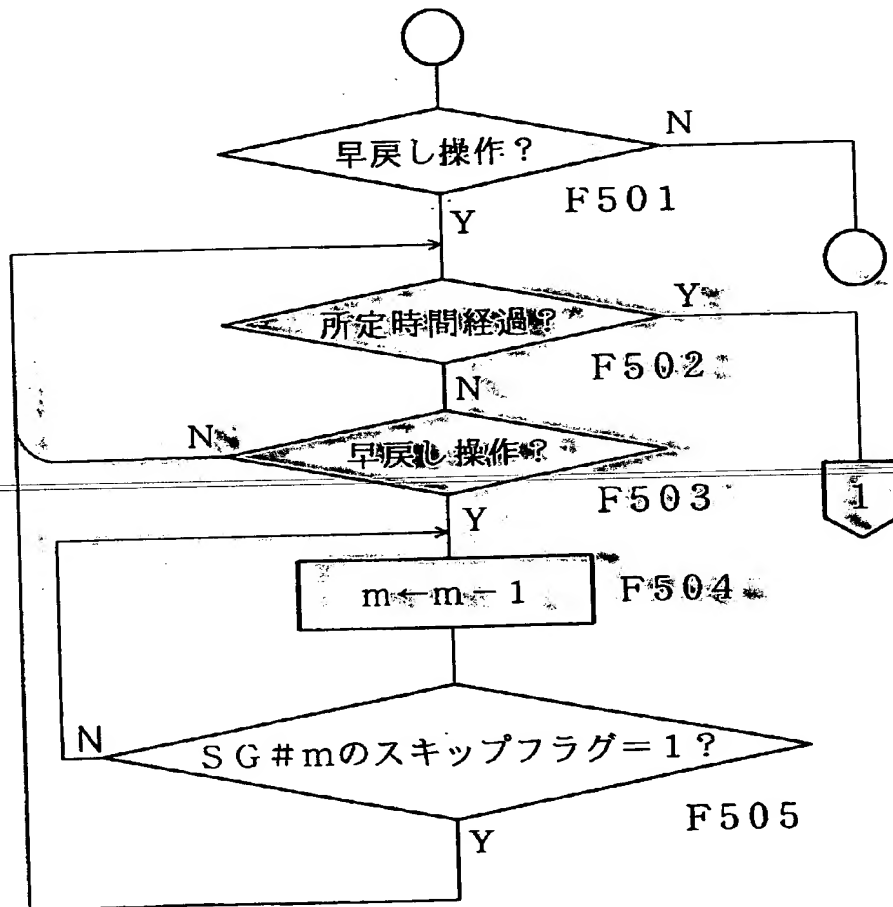 早戻し操作?
N
F501
Y
所定時間経過?
Y
F502
N
早戻し操作?
N
F503
Y
1
m←m-1
F504
SG#mのスキップフラグ=1?
N
F505
Y